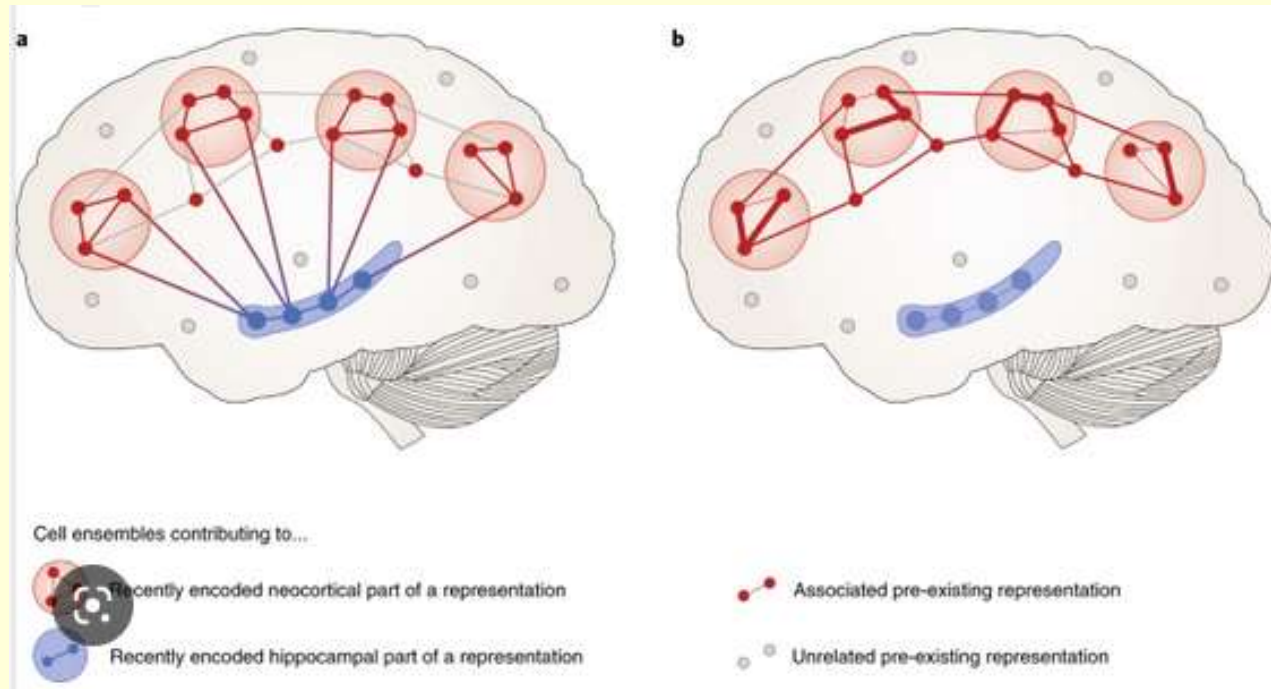 a
b
Cell ensembles contributing to...
Recently encoded neocortical part of a representation
Associated pre-existing representation
Recently encoded hippocampal part of a representation
Unrelated pre-existing representation